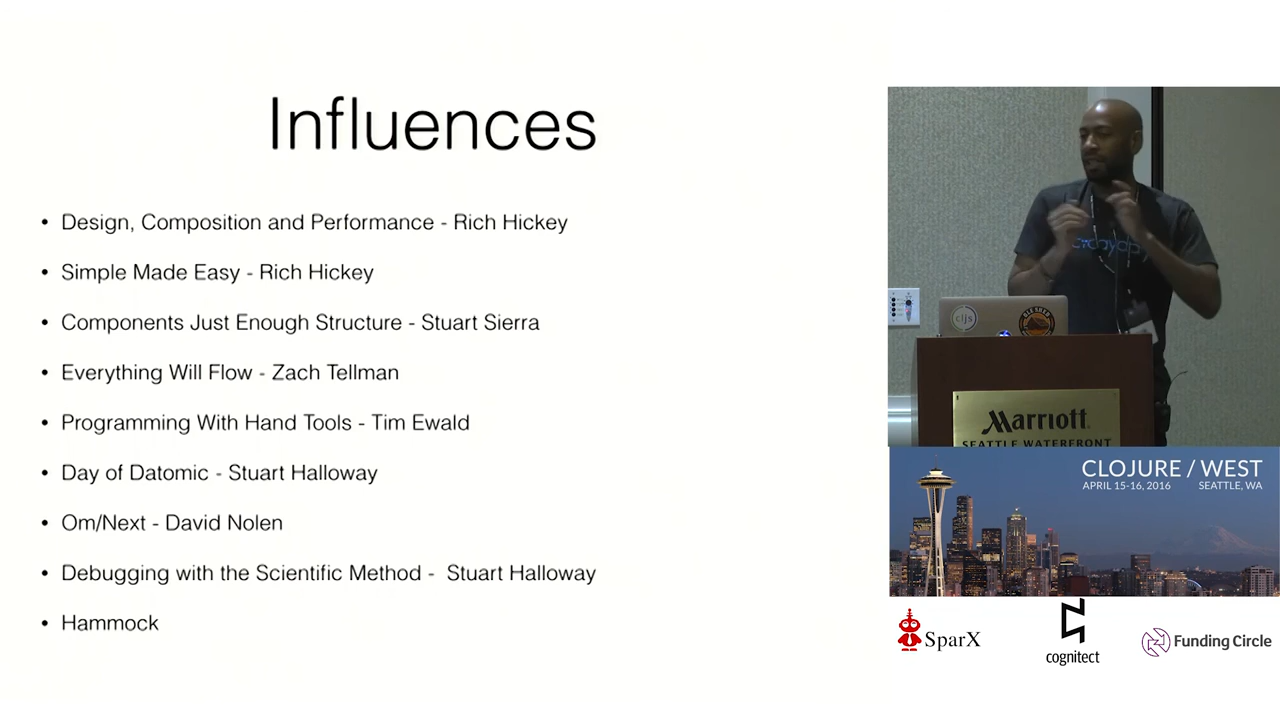 Influences
• Design, Composition and Performance - Rich Hickey
• Simple Made Easy - Rich Hickey
• Components Just Enough Structure - Stuart Sierra
• Everything Will Flow - Zach Tellman
• Programming With Hand Tools - Tim Ewald
• Day of Datomic - Stuart Halloway
• Om/Next - David Nolen
• Debugging with the Scientific Method - Stuart Halloway
• Hammock
cljs
Marriott
SEATTLE WATERFRONT
CLOJURE / WEST
APRIL 15-16, 2016 SEATTLE, WA
SparX
cognitect
Funding Circle